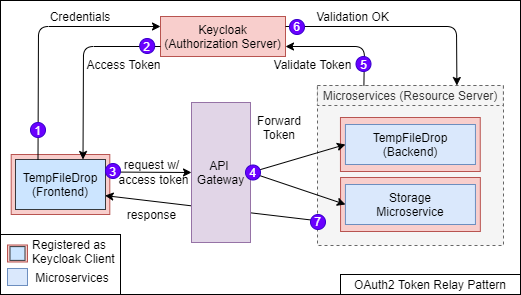 Credentials
Keycloak
(Authorization Server)
6
Validation OK
2
Access Token
Validate Token
5
Microservices (Resource Server)
1
Forward
Token
TempFileDrop
(Backend)
API
Gateway
3
request w/
access token
4
TempFileDrop
(Frontend)
Storage
Microservice
response
7
Registered as
Keycloak Client
Microservices
OAuth2 Token Relay Pattern